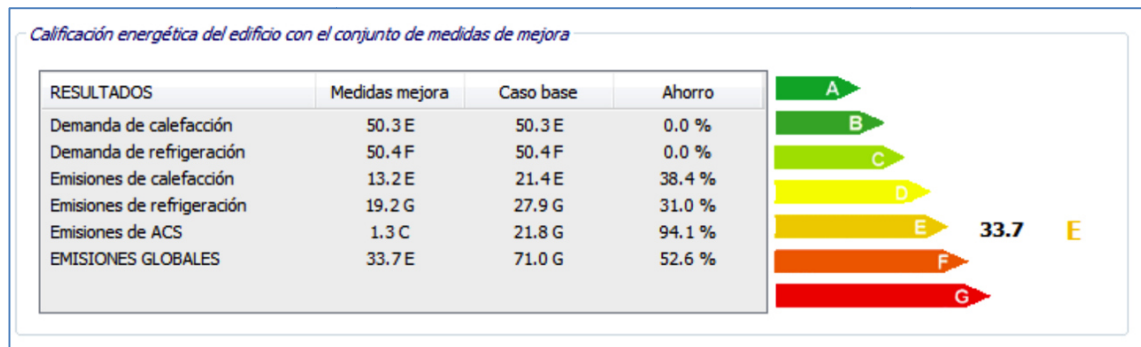 Calificación energética del edificio con el conjunto de medidas de mejora
RESULTADOS Medidas mejora Caso base Ahorro
Demanda de calefacción 50.3 E 50.3 E 0.0 %
Demanda de refrigeración 50.4 F 50.4 F 0.0 %
Emisiones de calefacción 13.2 E 21.4 E 38.4 %
Emisiones de refrigeración 19.2 G 27.9 G 31.0 %
Emisiones de ACS 1.3 C 21.8 G 94.1 %
EMISIONES GLOBALES 33.7 E 71.0 G 52.6 %
A
B
C
D
E 33.7 E
F
G